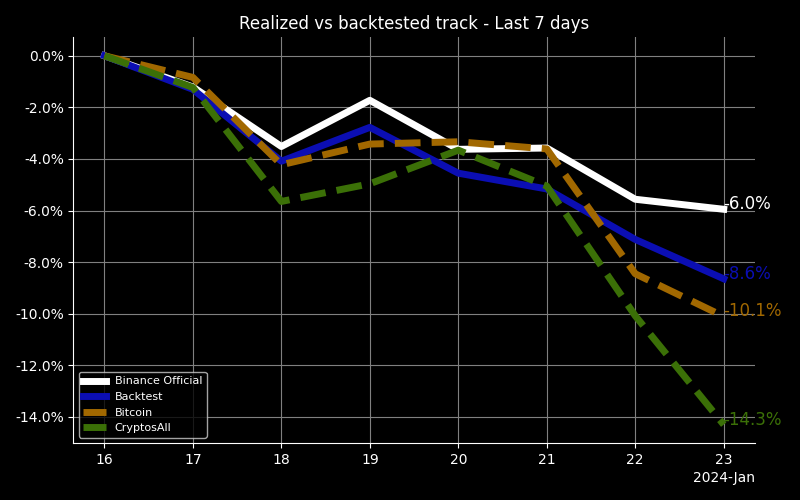 Realized vs backtested track - Last 7 days
0.0%
-2.0%
-4.0%
-6.0%
-8.0%
-10.0%
-12.0%
-14.0%
-6.0%
-8.6%
-10.1%
-14.3%
Binance Official
Backtest
Bitcoin
CryptosAll
16 17 18 19 20 21 22 23
2024-Jan